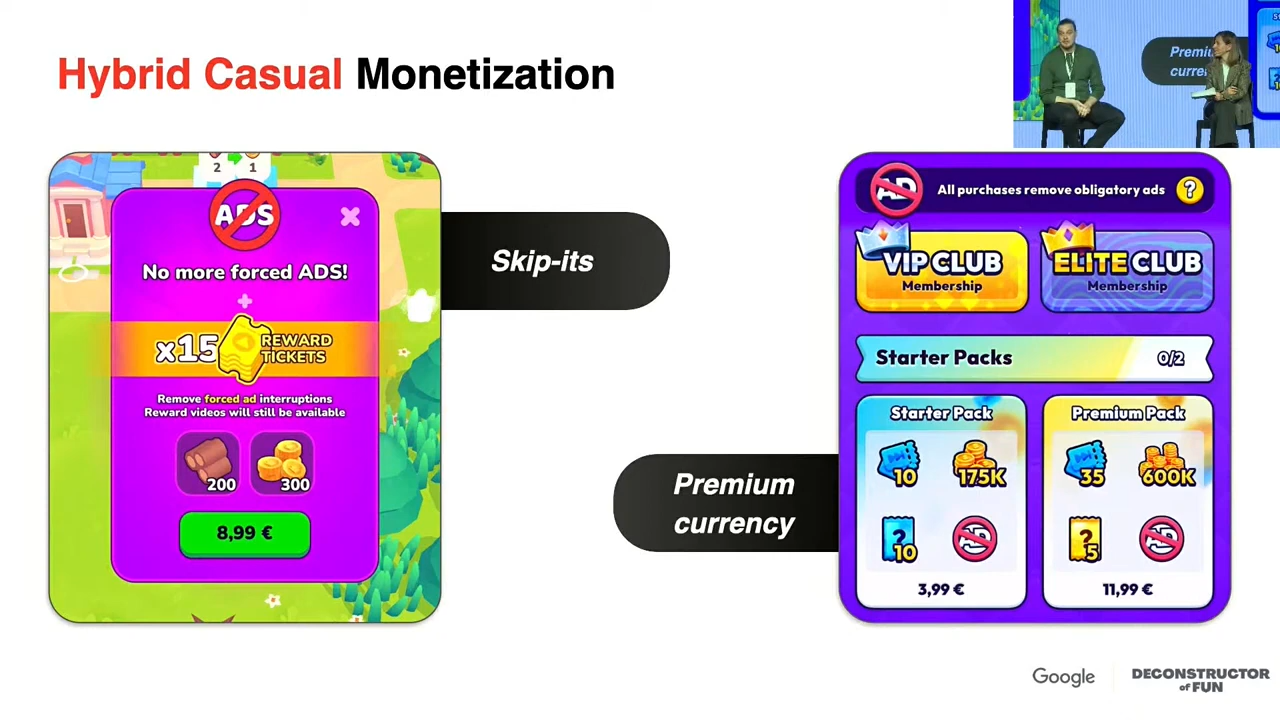 Hybrid Casual Monetization
Premium
2 1
ADS
No more forced ADS!
+
x15 REWARD
TICKETS
Remove forced ad interruptions
Reward videos will still be available
200 300
8,99 €
Skip-its
Premium
currency
AD All purchases remove obligatory ads ?
VIP CLUB
Membership
ELITE CLUB
Membership
Starter Packs 0/2
Starter Pack
10 175K
? 10 AD
3,99 €
Premium Pack
35 600K
? 5 AD
11,99 €
Google
DECONSTRUCTOR
of FUN